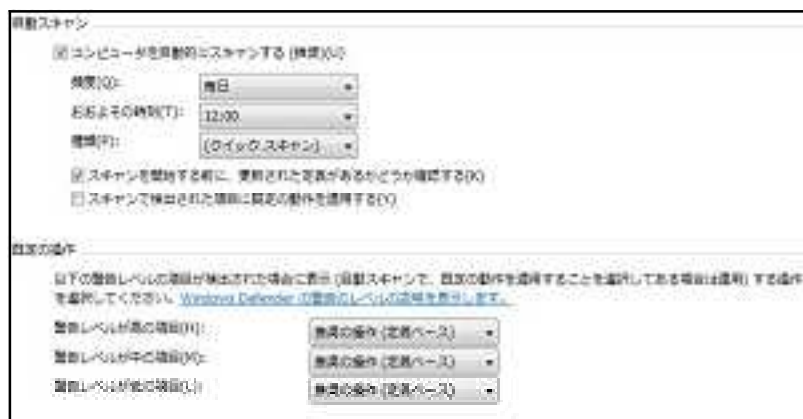 自動スキャン
コンピュータを自動的にスキャンする (推奨)(U)
頻度(Q):
毎日
おおよその時刻(T):
12:00
種類(P):
(クイック スキャン)
スキャンを開始する前に、更新された定義があるかどうか確認する(K)
スキャンで検出された項目に既定の動作を適用する(Y)
既定の操作
以下の警告レベルの項目が検出された場合に表示 (自動スキャンで、既定の動作を適用することを選択してある場合は適用) する操作
を選択してください。 Windows Defender の警告のレベルの説明を表示します。
警告レベルが高の項目(H):
推奨の操作 (定義ベース)
警告レベルが中の項目(M):
推奨の操作 (定義ベース)
警告レベルが低の項目(L):
推奨の操作 (定義ベース)